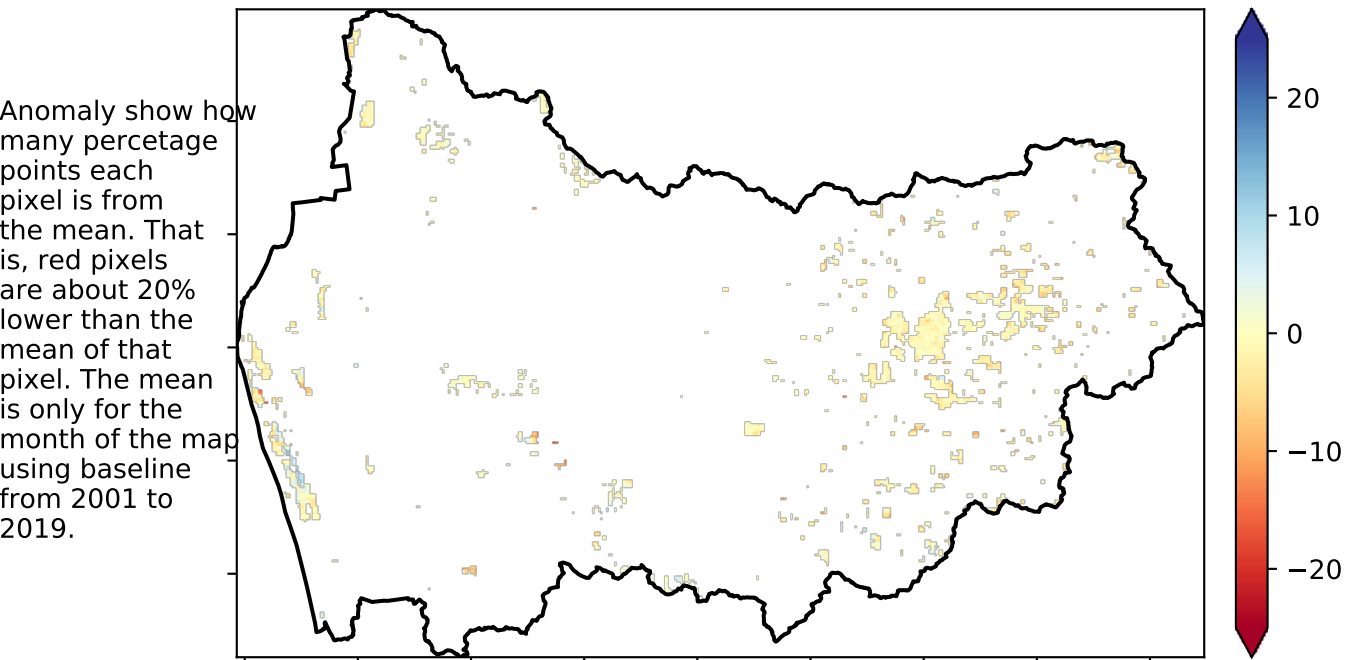 Anomaly show how
many percetage
points each
pixel is from
the mean. That
is, red pixels
are about 20%
lower than the
mean of that
pixel. The mean
is only for the
month of the map
using baseline
from 2001 to
2019.
20
10
0
−10
−20